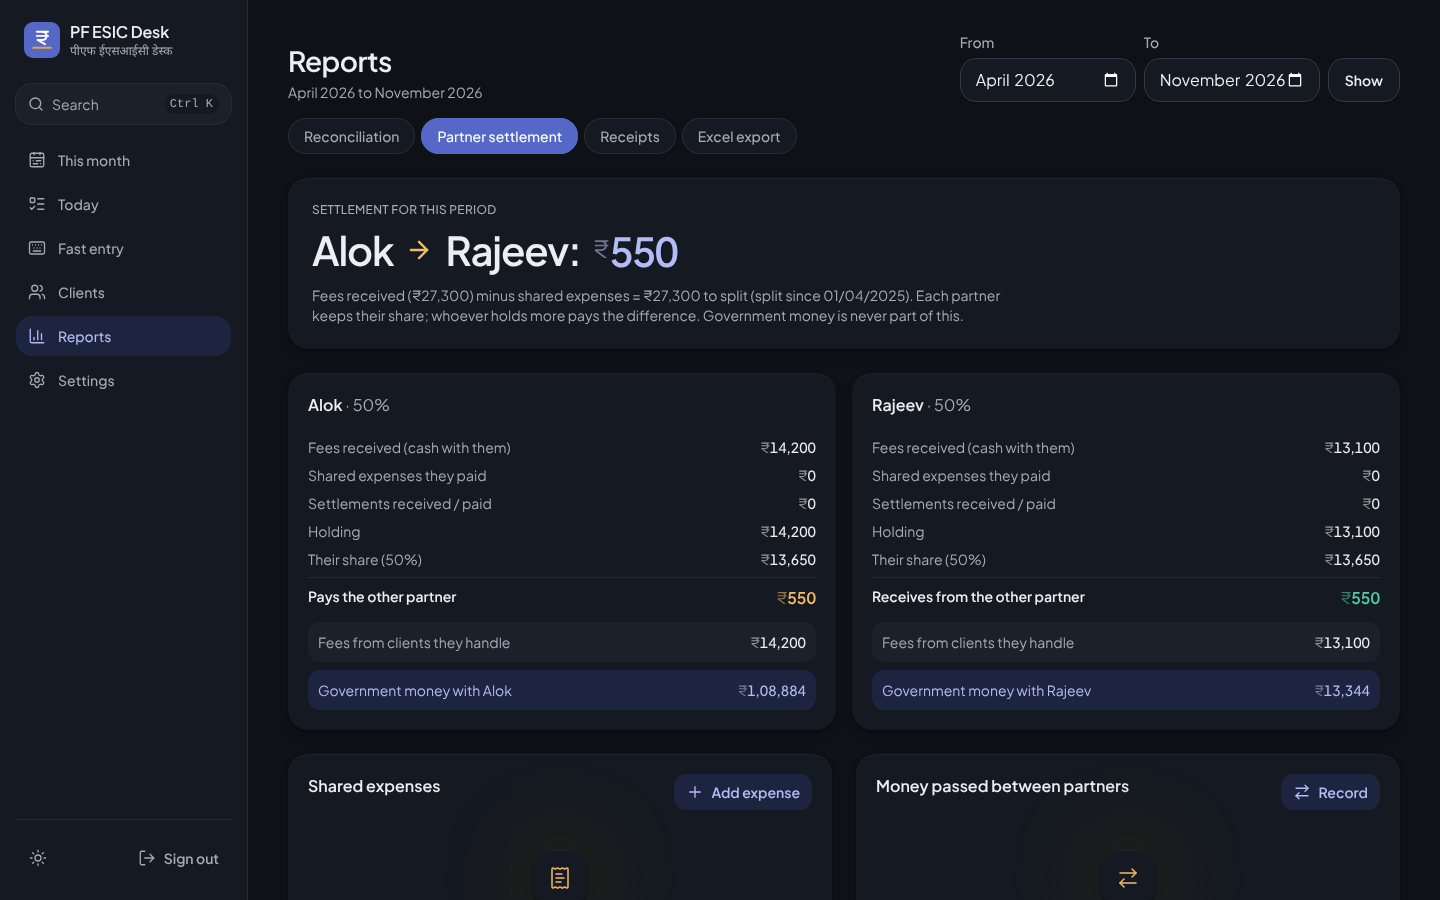 PF ESIC Desk
पीएफ ईएसआईसी डेस्क
Search
Ctrl K
This month
Today
Fast entry
Clients
Reports
Settings
Sign out
Reports
April 2026 to November 2026
From
April 2026
To
November 2026
Show
Reconciliation
Partner settlement
Receipts
Excel export
SETTLEMENT FOR THIS PERIOD
Alok → Rajeev: ₹550
Fees received (₹27,300) minus shared expenses = ₹27,300 to split (split since 01/04/2025). Each partner
keeps their share; whoever holds more pays the difference. Government money is never part of this.
Alok · 50%
Fees received (cash with them) ₹14,200
Shared expenses they paid ₹0
Settlements received / paid ₹0
Holding ₹14,200
Their share (50%) ₹13,650
Pays the other partner ₹550
Fees from clients they handle ₹14,200
Government money with Alok ₹1,08,884
Rajeev · 50%
Fees received (cash with them) ₹13,100
Shared expenses they paid ₹0
Settlements received / paid ₹0
Holding ₹13,100
Their share (50%) ₹13,650
Receives from the other partner ₹550
Fees from clients they handle ₹13,100
Government money with Rajeev ₹13,344
Shared expenses
Add expense
Money passed between partners
Record